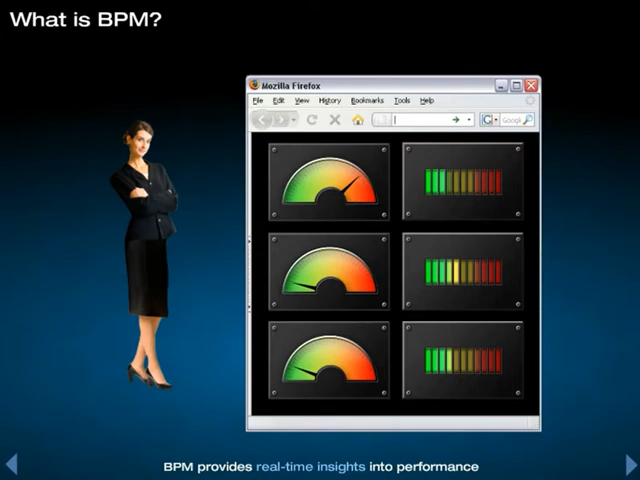 What is BPM?
Mozilla Firefox
File Edit View History Bookmarks Tools Help
Google
BPM provides real-time insights into performance